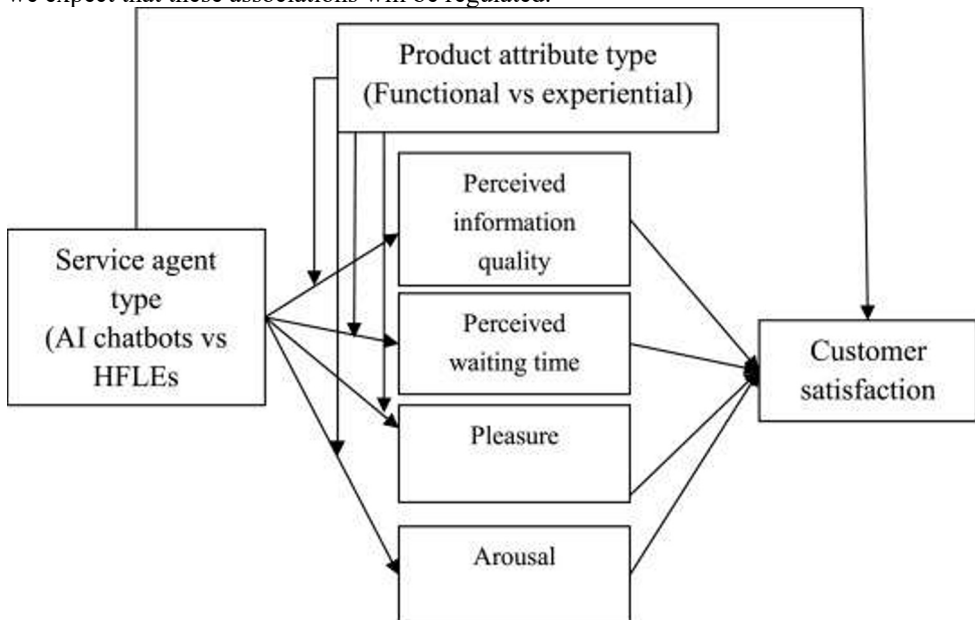 we expect that these associations will be regulated.
Product attribute type
(Functional vs experiential)
Perceived
information
quality
Service agent
type
(AI chatbots vs
HFLEs
Perceived
waiting time
Customer
satisfaction
Pleasure
Arousal